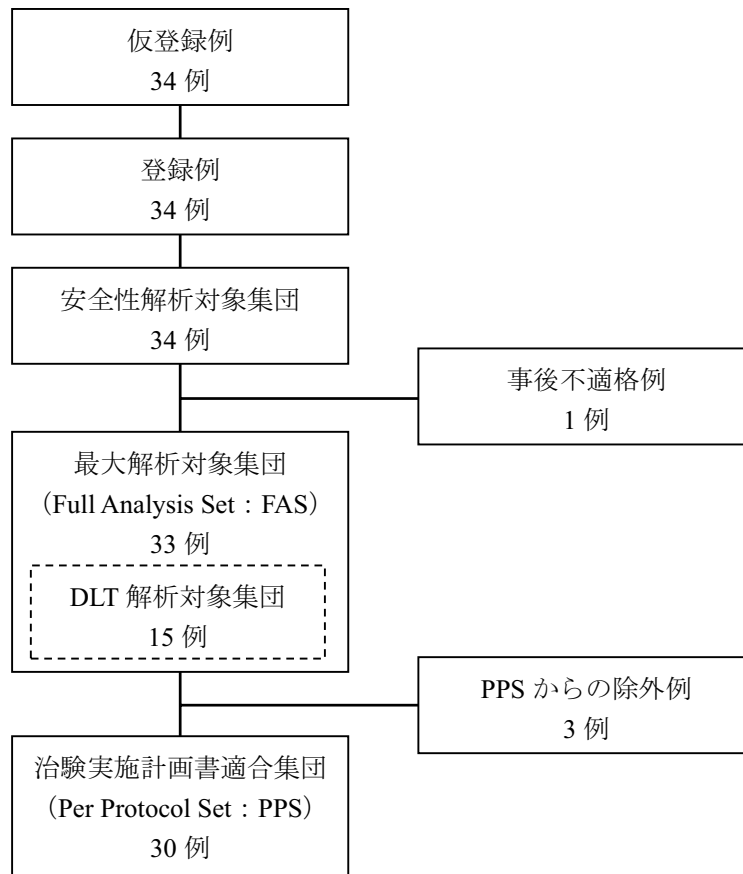 仮登録例
34 例
登録例
34 例
安全性解析対象集団
34 例
事後不適格例
1 例
最大解析対象集団
（Full Analysis Set：FAS）
33 例
DLT 解析対象集団
15 例
PPS からの除外例
3 例
治験実施計画書適合集団
（Per Protocol Set：PPS）
30 例